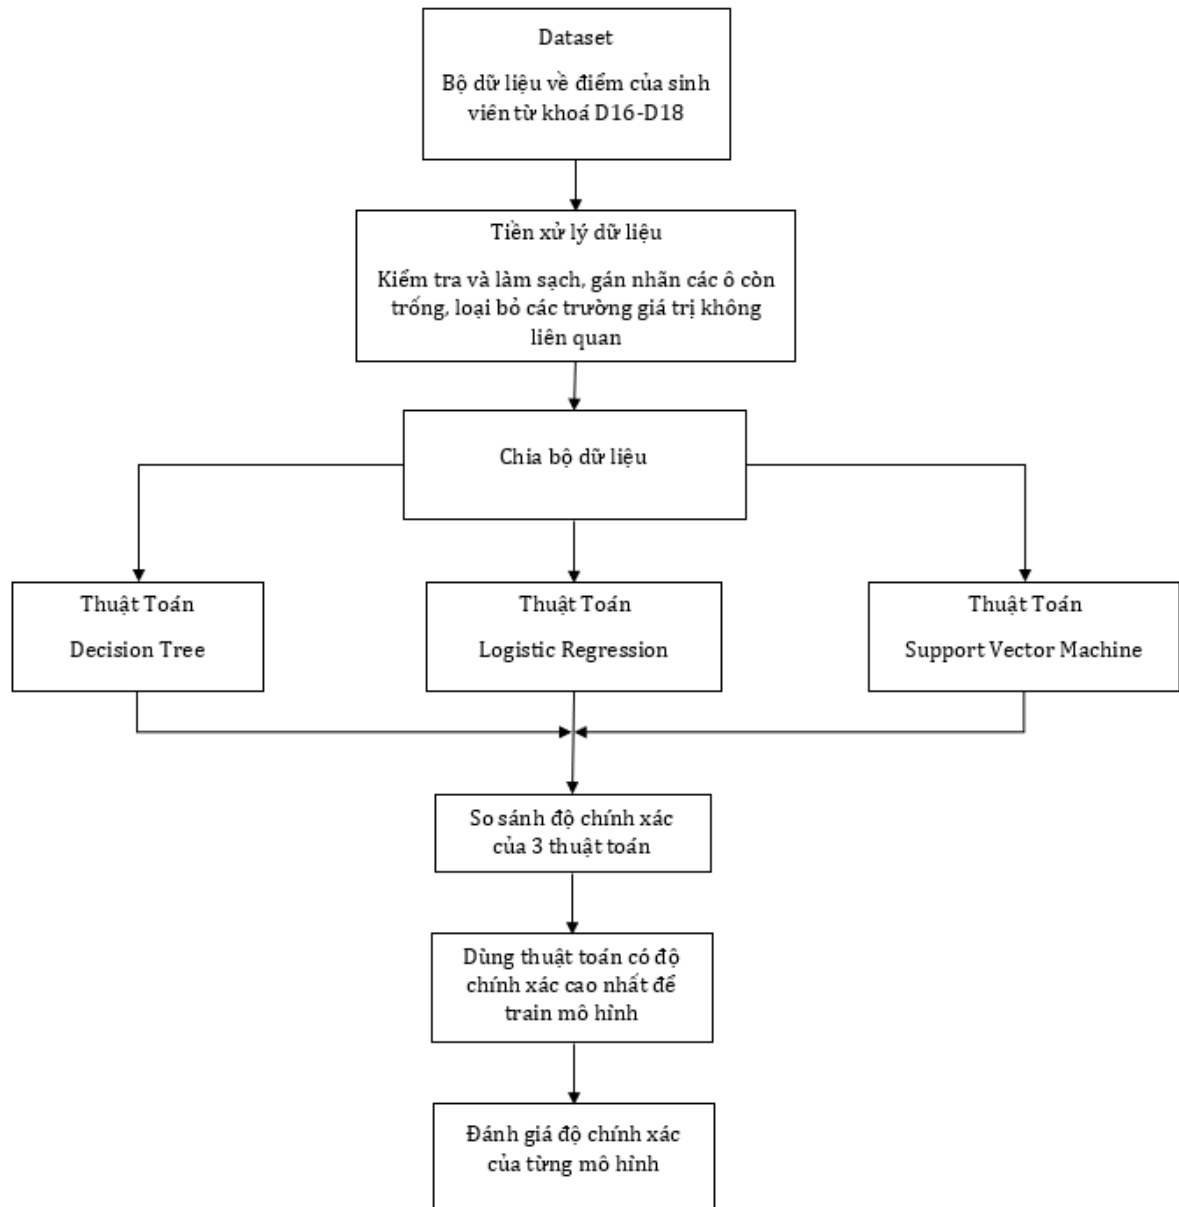 Dataset
Bộ dữ liệu về điểm của sinh
viên từ khoá D16-D18
Tiền xử lý dữ liệu
Kiểm tra và làm sạch, gán nhãn các ô còn
trống, loại bỏ các trường giá trị không
liên quan
Chia bộ dữ liệu
Thuật Toán
Decision Tree
Thuật Toán
Logistic Regression
Thuật Toán
Support Vector Machine
So sánh độ chính xác
của 3 thuật toán
Dùng thuật toán có độ
chính xác cao nhất để
train mô hình
Đánh giá độ chính xác
của từng mô hình